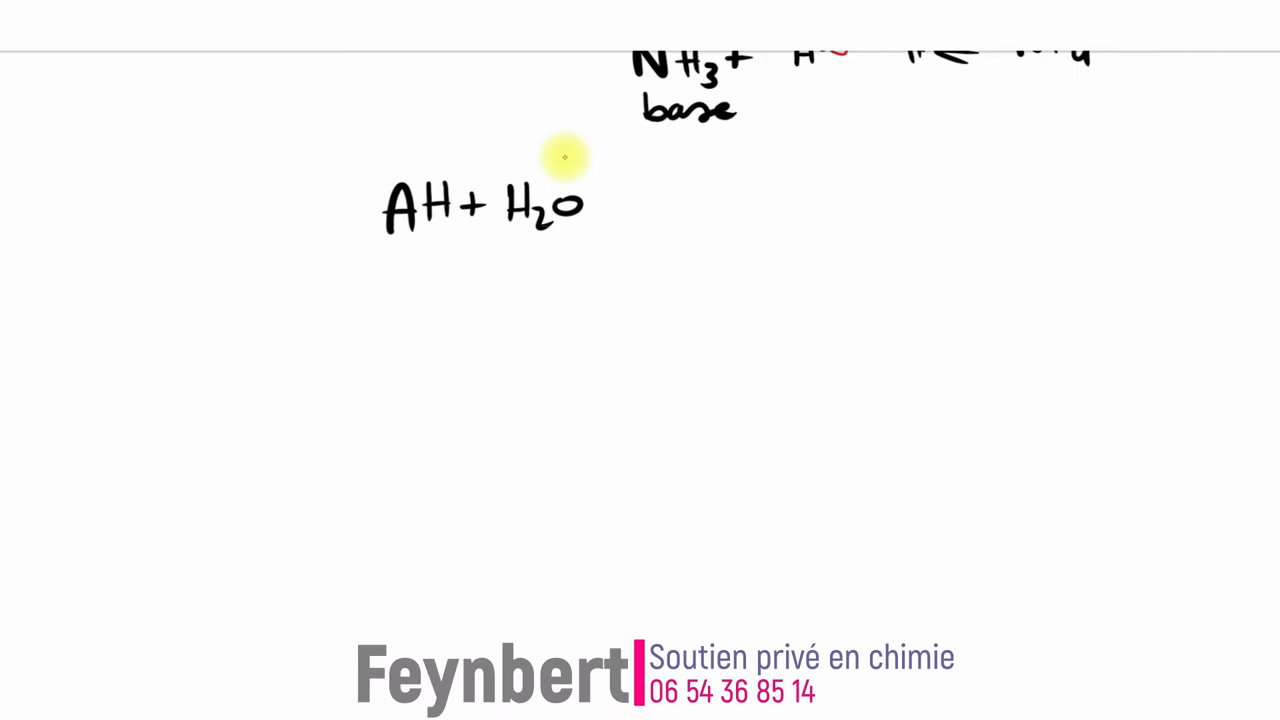 NH3+
base
AH + H2O
Feynbert
Soutien privé en chimie
06 54 36 85 14